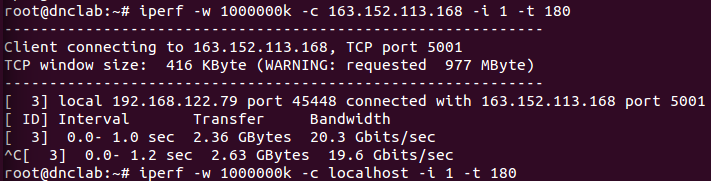 root@dnclab:~# iperf -w 1000000k -c 163.152.113.168 -i 1 -t 180
------------------------------------------------------------
Client connecting to 163.152.113.168, TCP port 5001
TCP window size:  416 KByte (WARNING: requested  977 MByte)
------------------------------------------------------------
[  3] local 192.168.122.79 port 45448 connected with 163.152.113.168 port 5001
[ ID] Interval       Transfer     Bandwidth
[  3]  0.0- 1.0 sec  2.36 GBytes  20.3 Gbits/sec
^C[  3]  0.0- 1.2 sec  2.63 GBytes  19.6 Gbits/sec
root@dnclab:~# iperf -w 1000000k -c localhost -i 1 -t 180